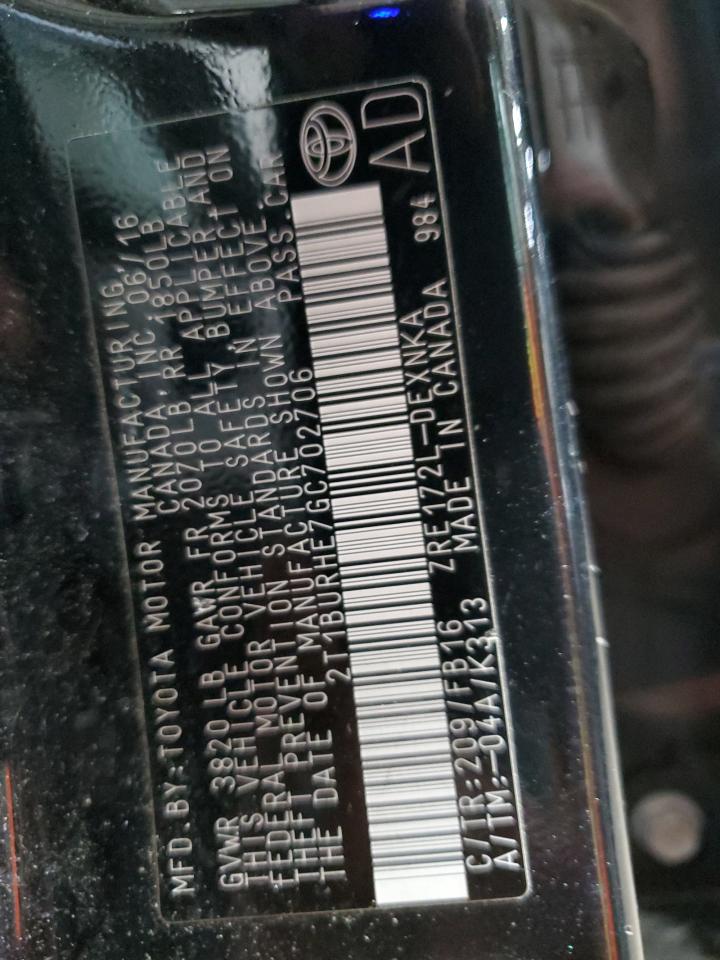 MFD. BY: TOYOTA MOTOR MANUFACTURING
CANADA, INC. 06/16
GVWR 3820 LB GAWR FR 2070LB, RR 1850LB
THIS VEHICLE CONFORMS TO ALL APPLICABLE
FEDERAL MOTOR VEHICLE SAFETY, BUMPER AND
THEFT PREVENTION STANDARDS IN EFFECT ON
THE DATE OF MANUFACTURE SHOWN ABOVE.
2T1BURHE7GC702706 PASS.CAR
C/TR:209/FB16 ZRE172L-DEXNKA
A/TM:-04A/K313 MADE IN CANADA 984
AD